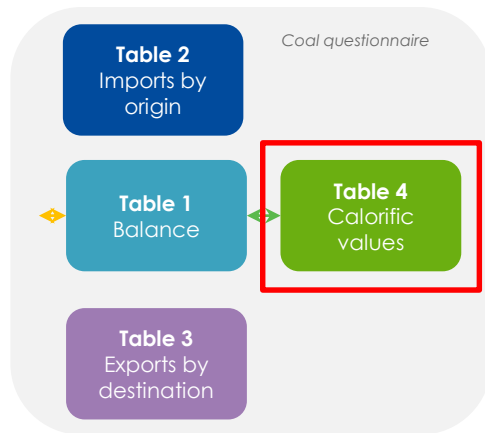 Coal questionnaire
Table 2
Imports by
origin
Table 1
Balance
Table 4
Calorific
values
Table 3
Exports by
destination